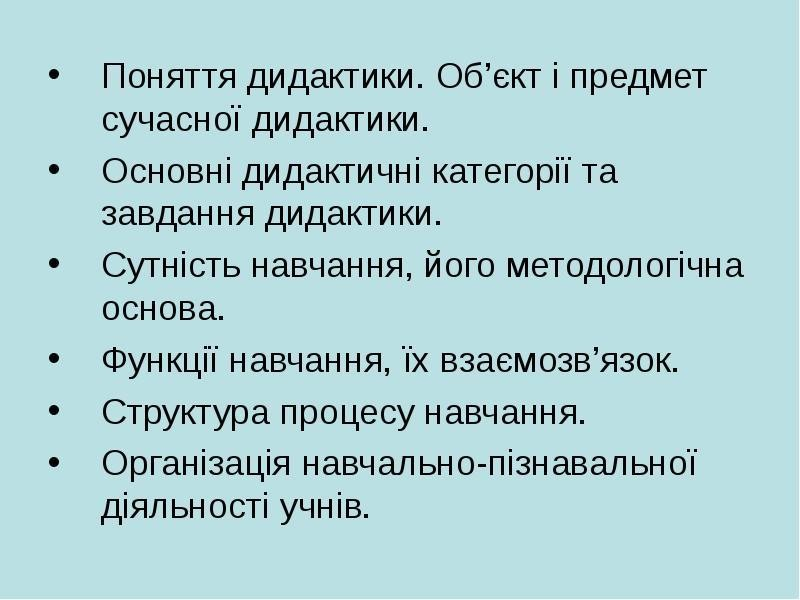 • Поняття дидактики. Об’єкт і предмет
сучасної дидактики.
• Основні дидактичні категорії та
завдання дидактики.
• Сутність навчання, його методологічна
основа.
• Функції навчання, їх взаємозв’язок.
• Структура процесу навчання.
• Організація навчально-пізнавальної
діяльності учнів.